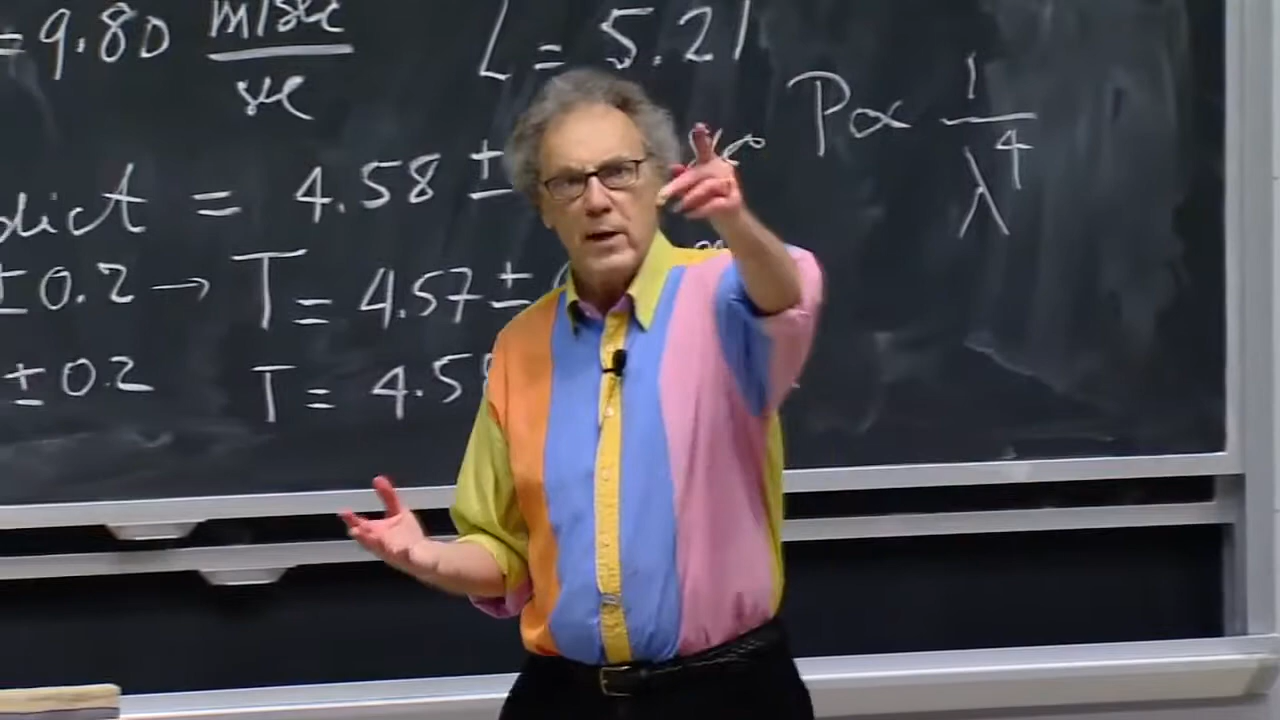 = 9.80 m/sec / sec
L = 5.21
P ∝ 1/λ⁴
dict = 4.58 ±
± 0.2 → T = 4.57 ±
± 0.2 T = 4.5